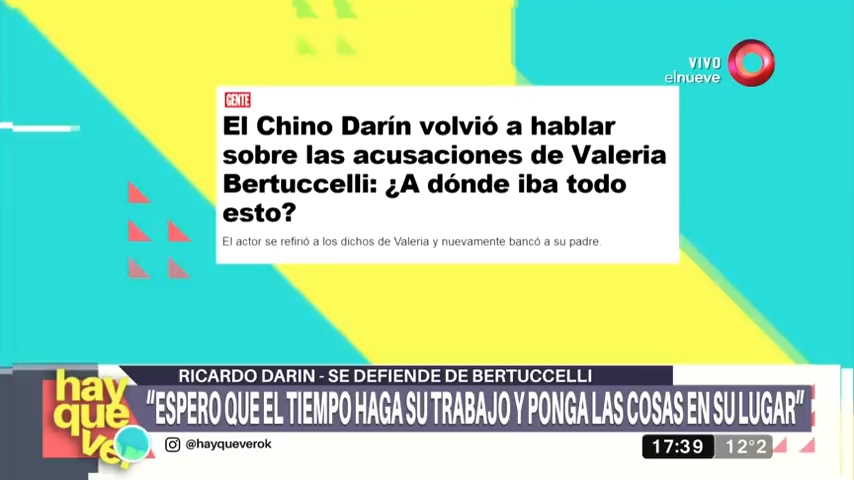 VIVO
elnueve
GENTE
El Chino Darín volvió a hablar
sobre las acusaciones de Valeria
Bertuccelli: ¿A dónde iba todo
esto?
El actor se refirió a los dichos de Valeria y nuevamente bancó a su padre.
RICARDO DARIN - SE DEFIENDE DE BERTUCCELLI
"ESPERO QUE EL TIEMPO HAGA SU TRABAJO Y PONGA LAS COSAS EN SU LUGAR"
hay
que
ver
@hayqueverok
17:39 12°2